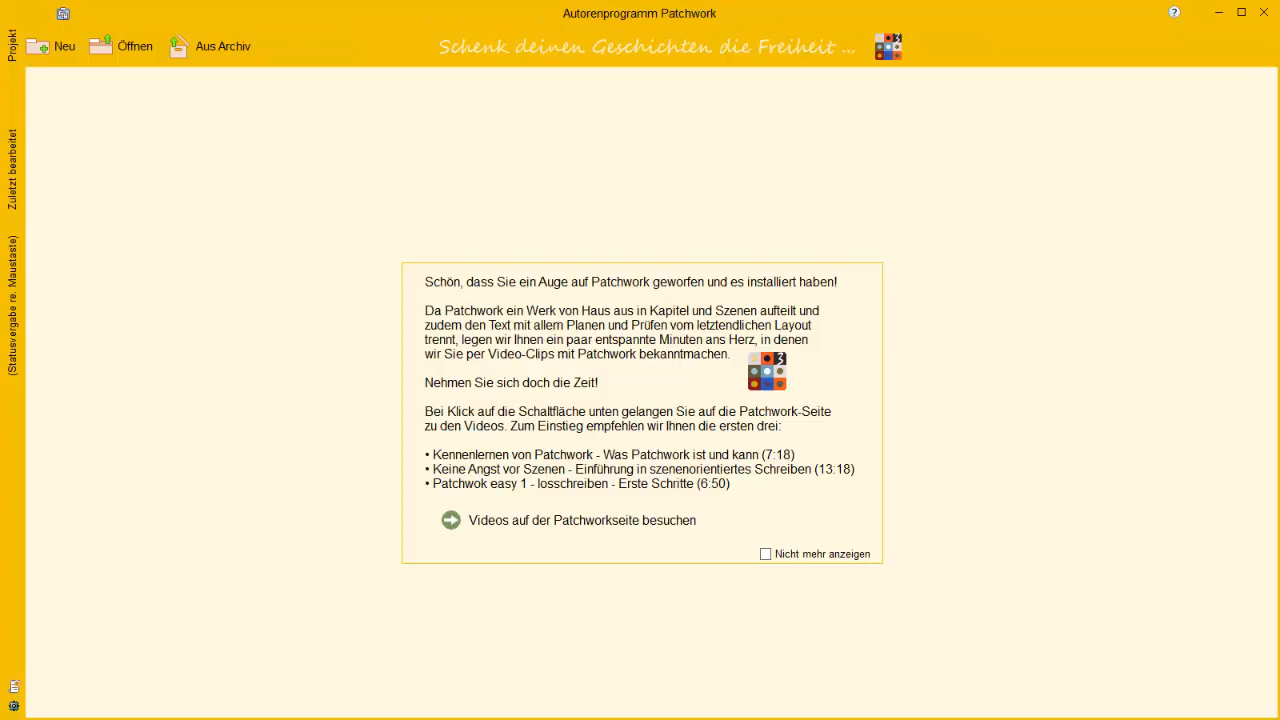 Autorenprogramm Patchwork
Projekt
Neu
Öffnen
Aus Archiv
Schenk deinen Geschichten die Freiheit ...
Zuletzt bearbeitet
(Statusvergabe re. Maustaste)
Schön, dass Sie ein Auge auf Patchwork geworfen und es installiert haben!
Da Patchwork ein Werk von Haus aus in Kapitel und Szenen aufteilt und
zudem den Text mit allem Planen und Prüfen vom letztendlichen Layout
trennt, legen wir Ihnen ein paar entspannte Minuten ans Herz, in denen
wir Sie per Video-Clips mit Patchwork bekanntmachen.
Nehmen Sie sich doch die Zeit!
Bei Klick auf die Schaltfläche unten gelangen Sie auf die Patchwork-Seite
zu den Videos. Zum Einstieg empfehlen wir Ihnen die ersten drei:
• Kennenlernen von Patchwork - Was Patchwork ist und kann (7:18)
• Keine Angst vor Szenen - Einführung in szenenorientiertes Schreiben (13:18)
• Patchwok easy 1 - losschreiben - Erste Schritte (6:50)
Videos auf der Patchworkseite besuchen
Nicht mehr anzeigen